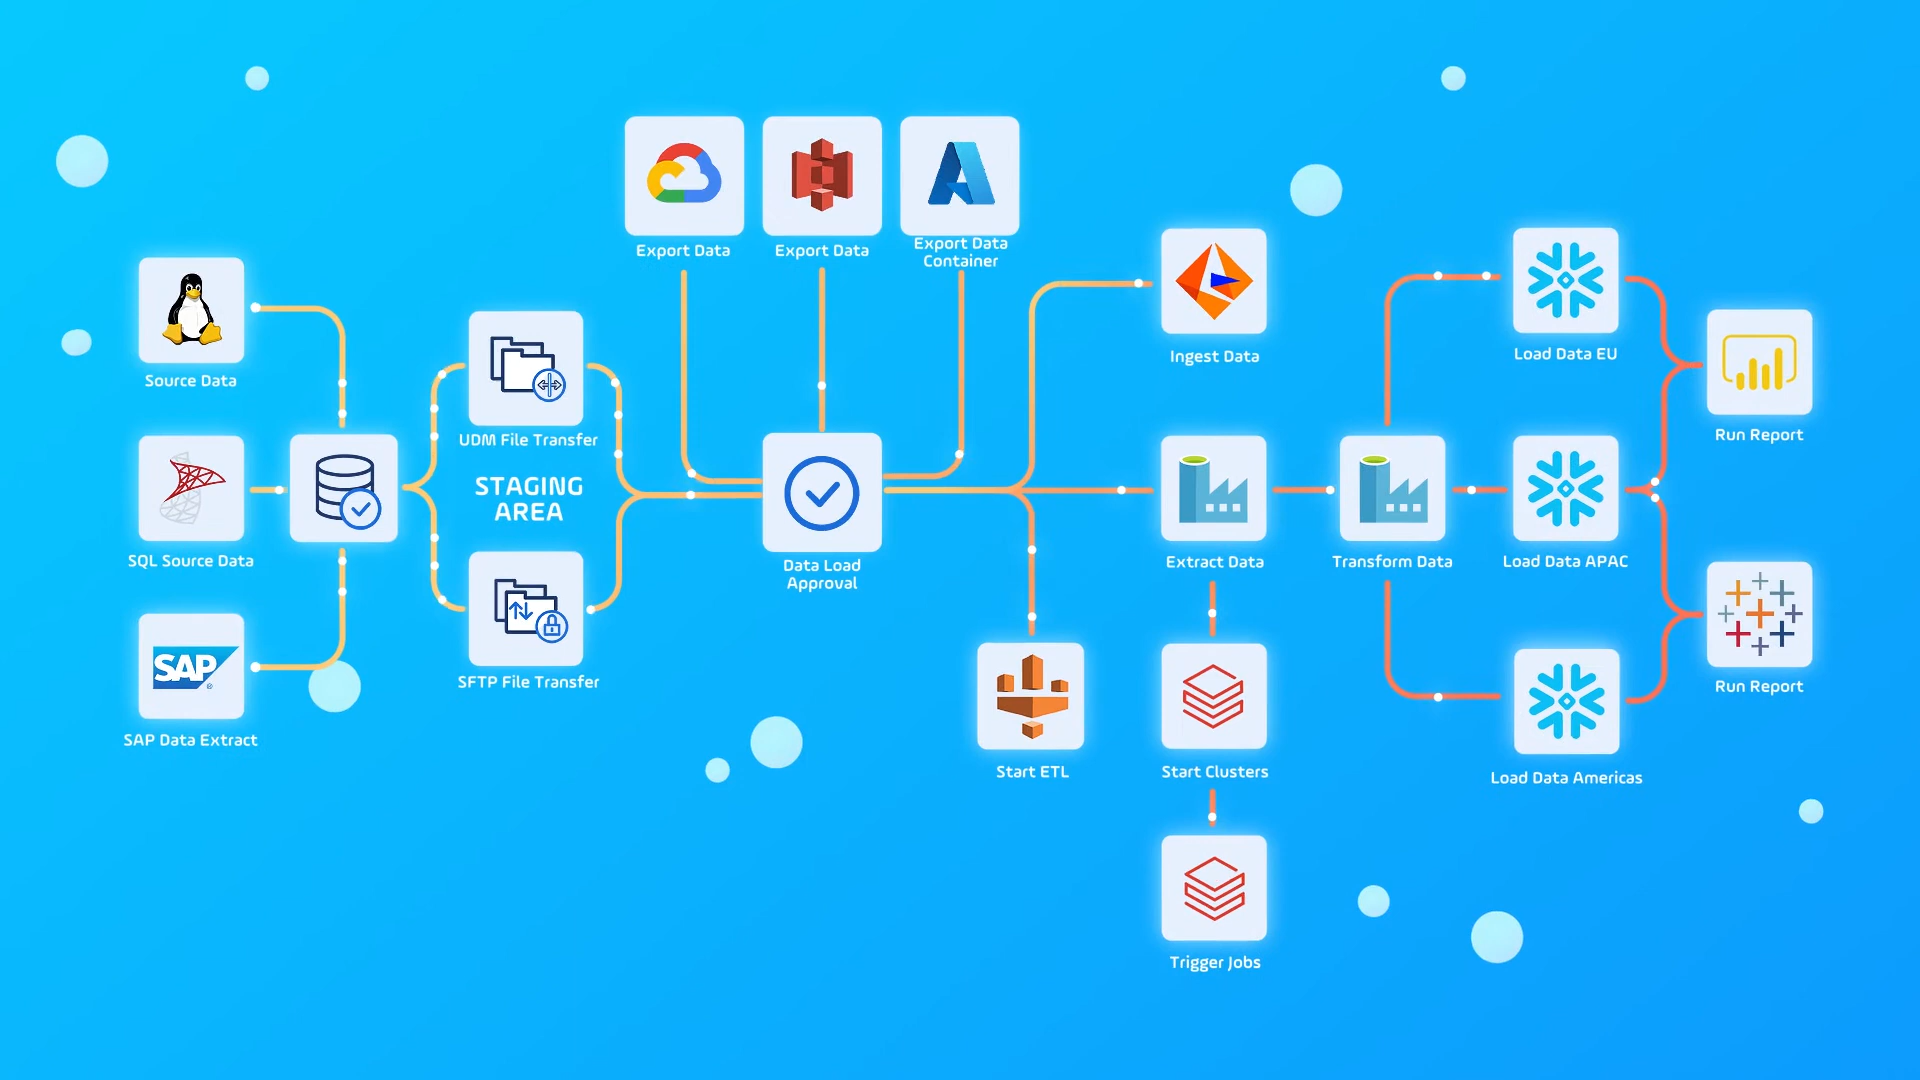 Export Data
Export Data
Export Data
Container
Source Data
SQL Source Data
SAP
®
SAP Data Extract
UDM File Transfer
STAGING
AREA
SFTP File Transfer
Data Load
Approval
Ingest Data
Extract Data
Transform Data
Start ETL
Start Clusters
Trigger Jobs
Load Data EU
Load Data APAC
Load Data Americas
Run Report
Run Report